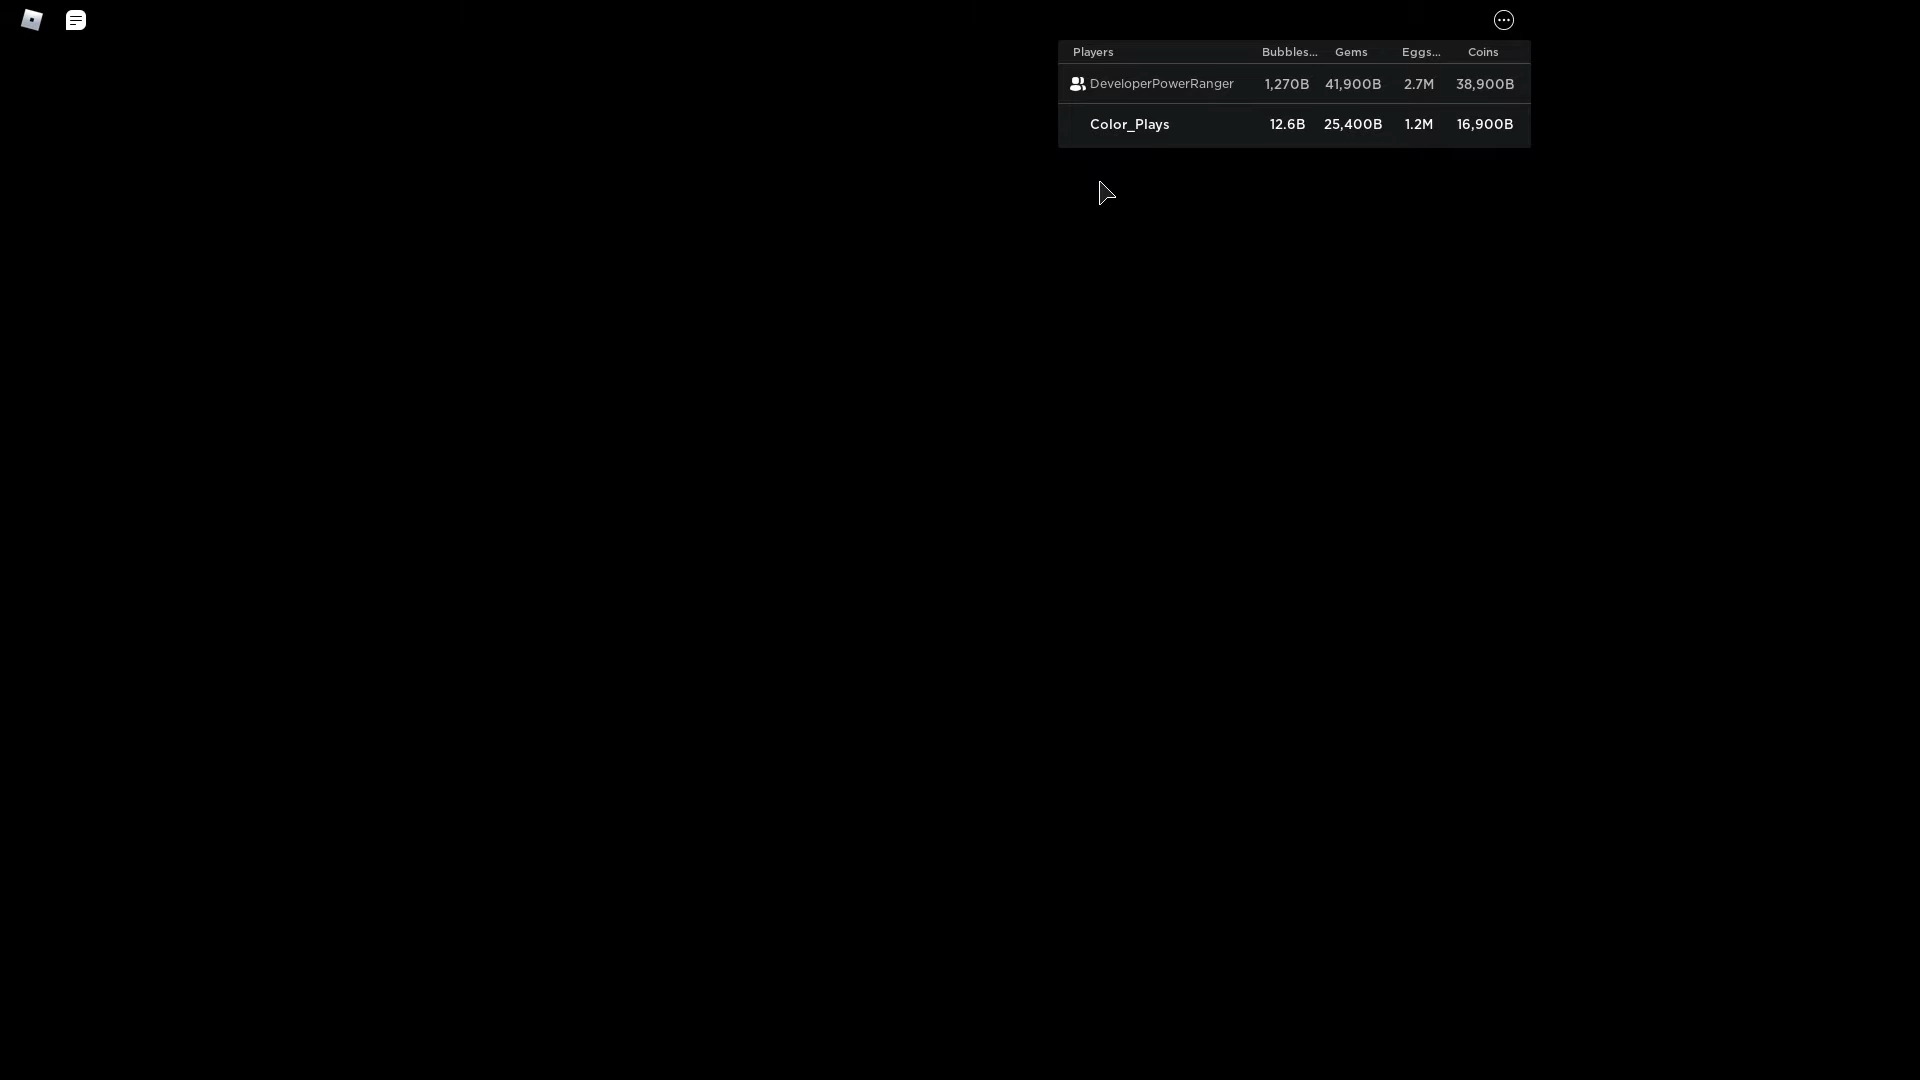 Players Bubbles... Gems Eggs... Coins
DeveloperPowerRanger 1,270B 41,900B 2.7M 38,900B
Color_Plays 12.6B 25,400B 1.2M 16,900B